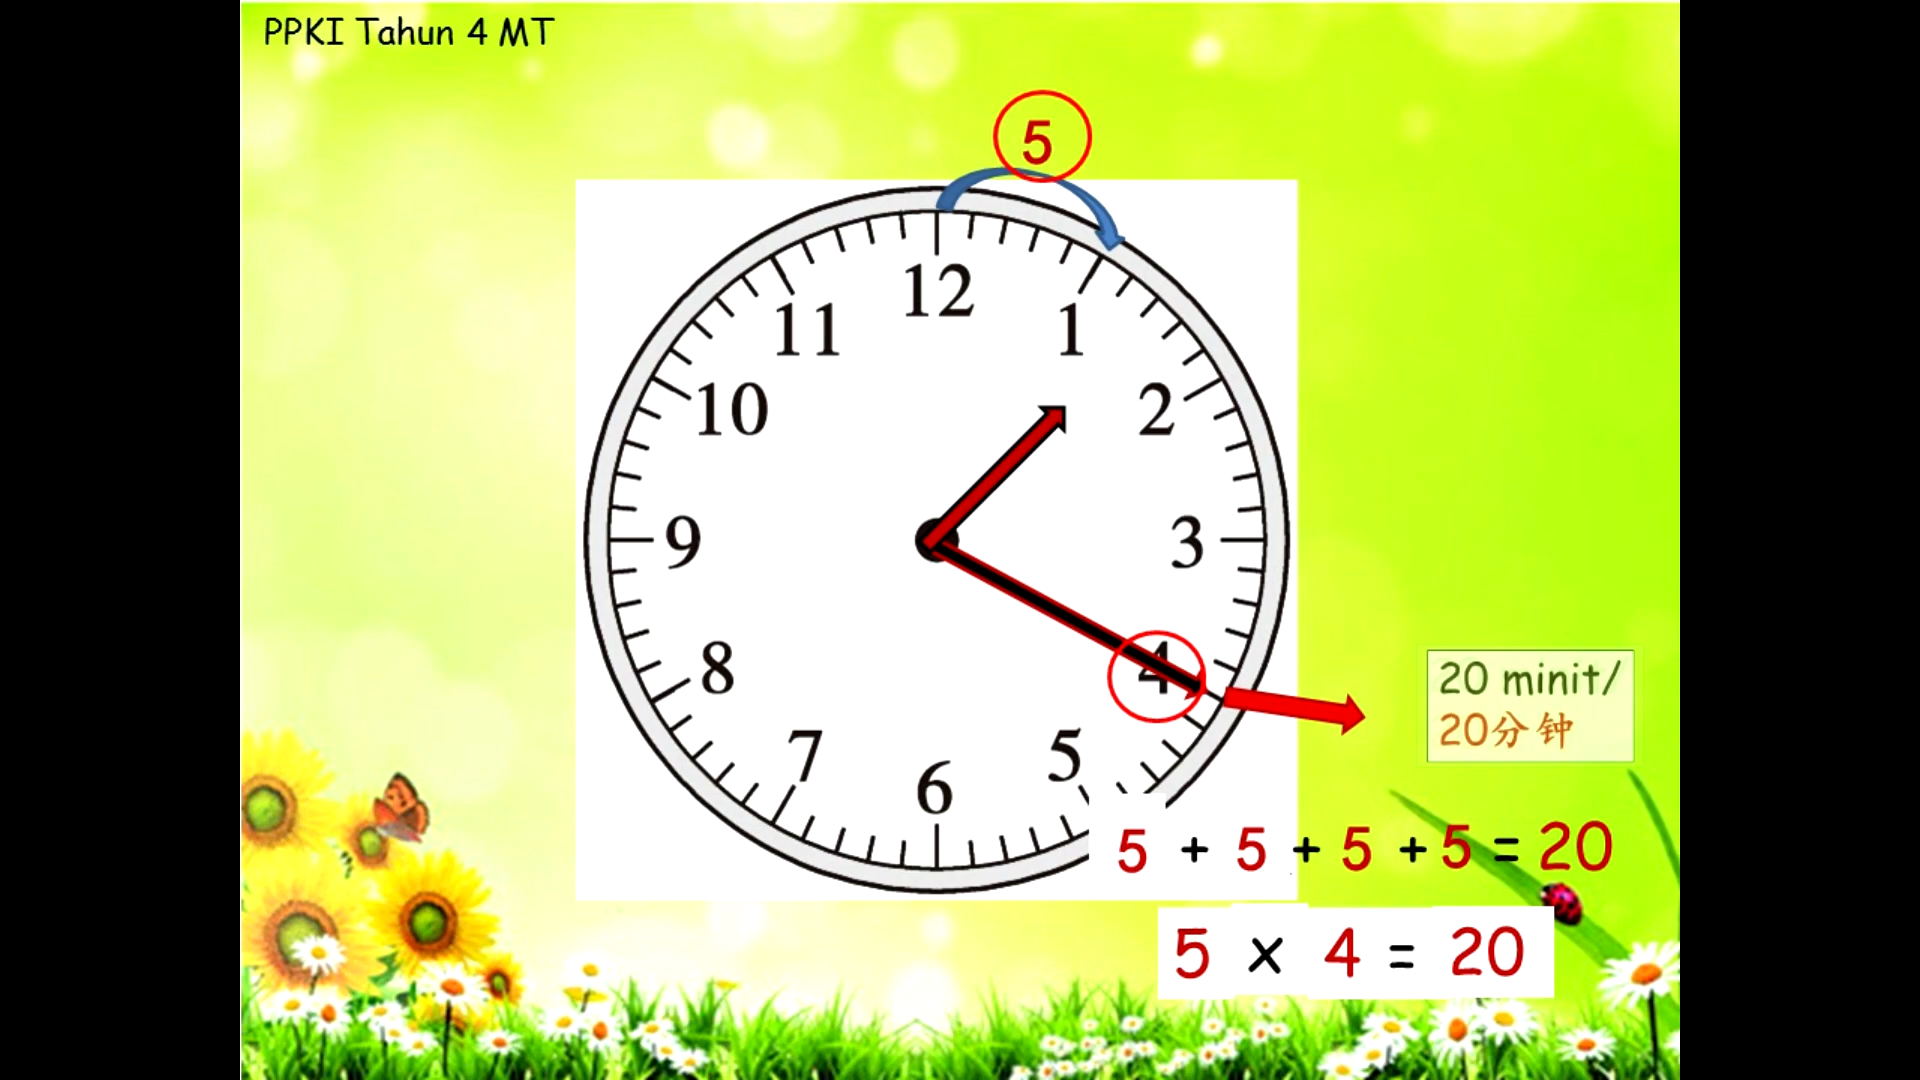 PPKI Tahun 4 MT
5
12
11
1
10
2
9
3
8
4
7
5
6
20 minit/
20分钟
5 + 5 + 5 + 5 = 20
5 x 4 = 20